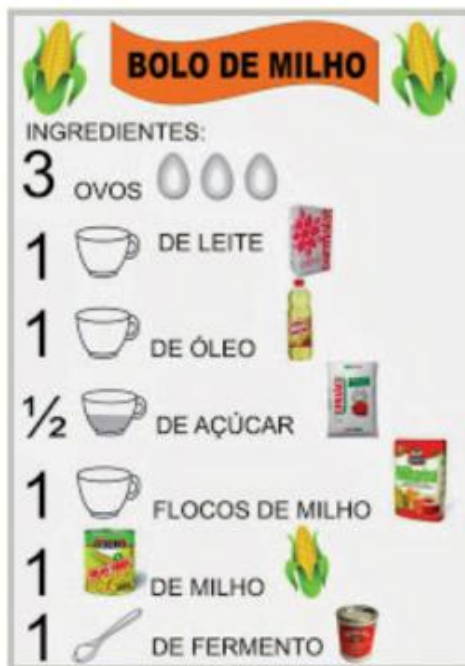 BOLO DE MILHO
INGREDIENTES:
3 OVOS
1 DE LEITE
1 DE ÓLEO
½ DE AÇÚCAR
1 FLOCOS DE MILHO
1 DE MILHO
1 DE FERMENTO